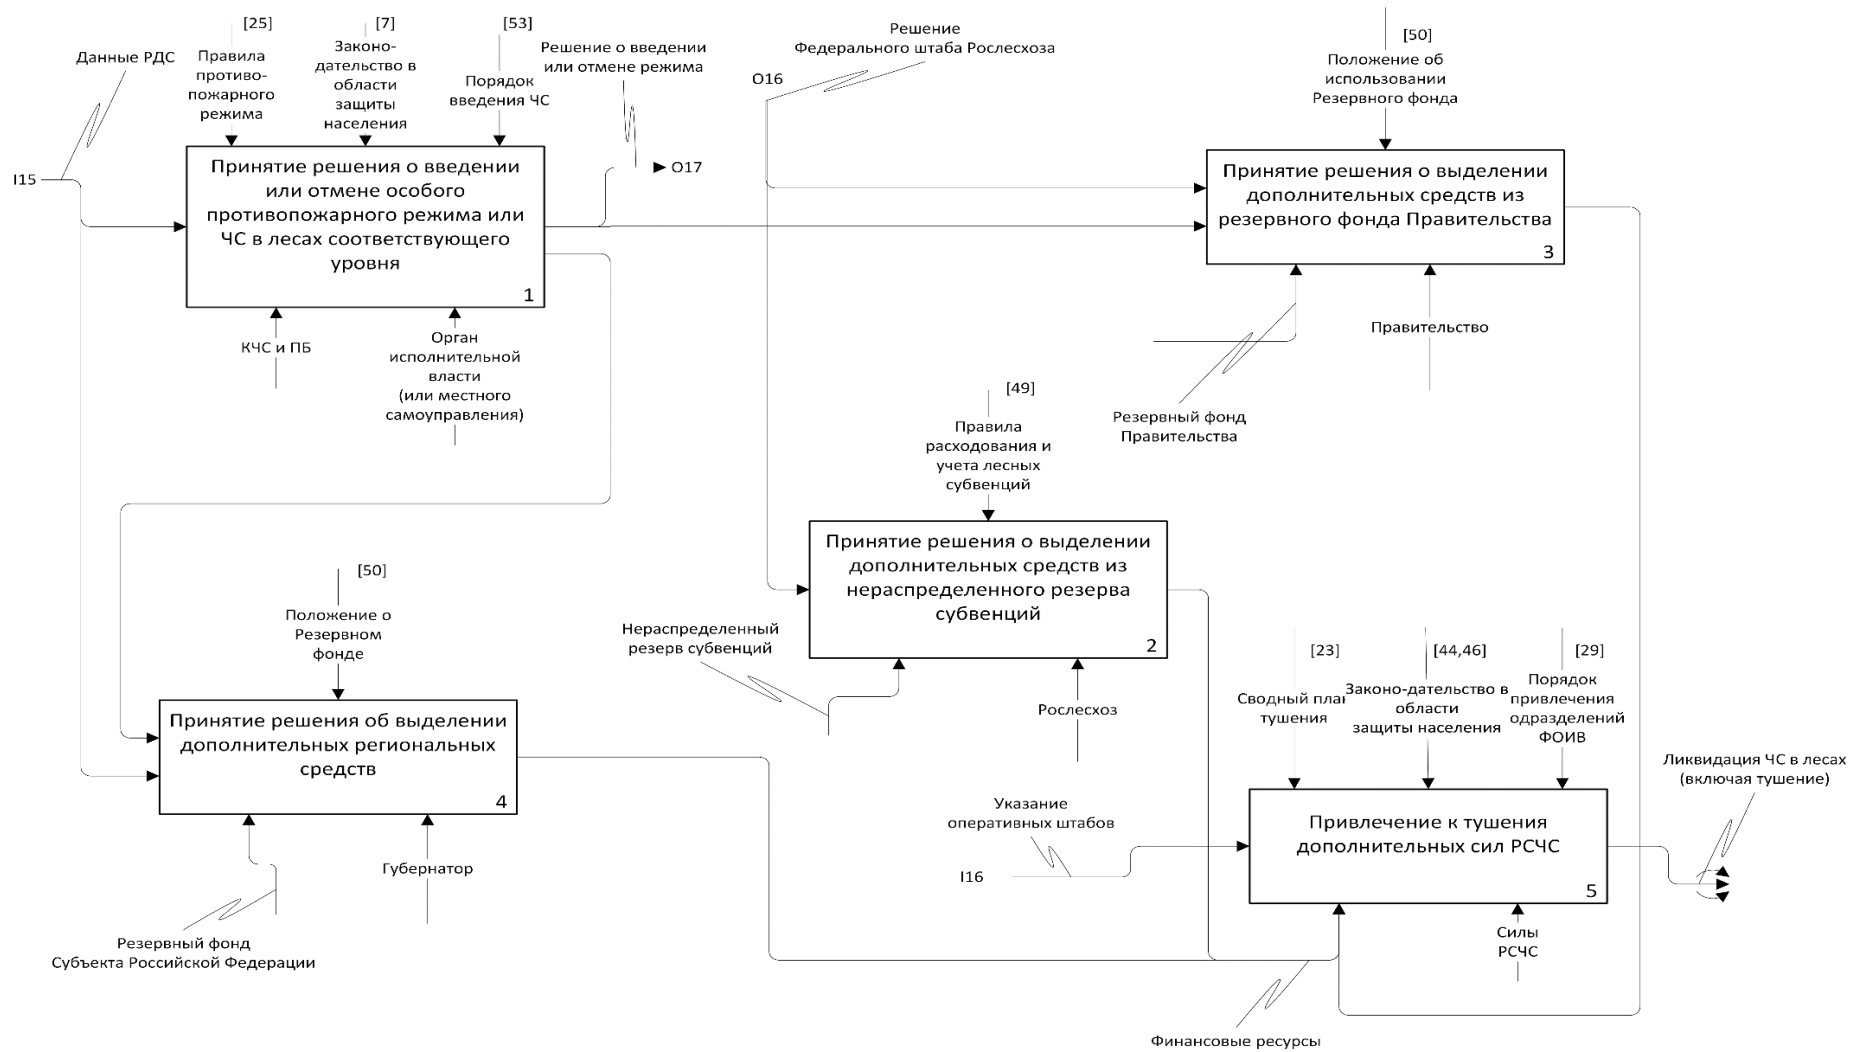 [25]
Правила
противо-
пожарного
режима
[7]
Законо-
дательство в
области
защиты
населения
[53]
Порядок
введения ЧС
Решение о введении
или отмене режима
Данные РДС
I15
O17
Принятие решения о введении
или отмене особого
противопожарного режима или
ЧС в лесах соответствующего
уровня
1
КЧС и ПБ
Орган
исполнительной
власти
(или местного
самоуправления)
Решение
Федерального штаба Рослесхоза
O16
[50]
Положение об
использовании
Резервного фонда
Принятие решения о выделении
дополнительных средств из
резервного фонда Правительства
3
Правительство
Резервный фонд
Правительства
[49]
Правила
расходования и
учета лесных
субвенций
Принятие решения о выделении
дополнительных средств из
нераспределенного резерва
субвенций
2
Нераспределенный
резерв субвенций
Рослесхоз
[50]
Положение о
Резервном
фонде
Принятие решения об выделении
дополнительных региональных
средств
4
Губернатор
Резервный фонд
Субъекта Российской Федерации
[23]
Сводный план
тушения
[44,46]
Законо-дательство в
области
защиты населения
[29]
Порядок
привлечения
одразделений
ФОИВ
Указание
оперативных штабов
I16
Привлечение к тушения
дополнительных сил РСЧС
5
Ликвидация ЧС в лесах
(включая тушение)
Силы
РСЧС
Финансовые ресурсы